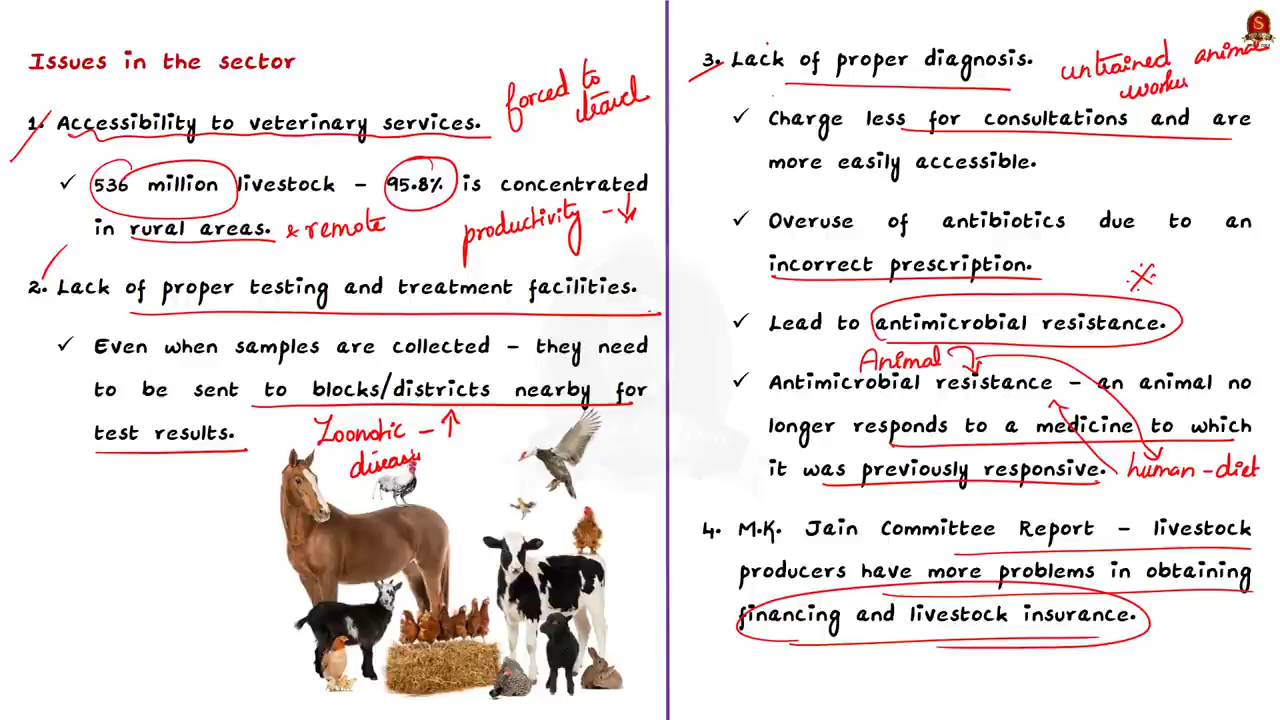 Issues in the sector
forced to
travel
1. Accessibility to veterinary services.
✓ 536 million livestock – 95.8% is concentrated
in rural areas. & remote
productivity - ↓
2. Lack of proper testing and treatment facilities.
✓ Even when samples are collected – they need
to be sent to blocks/districts nearby for
test results.
Zoonotic - ↑
disease
3. Lack of proper diagnosis.
untrained animal
worker
✓ Charge less for consultations and are
more easily accessible.
✓ Overuse of antibiotics due to an
incorrect prescription.
✓ Lead to antimicrobial resistance.
Animal
✓ Antimicrobial resistance – an animal no
longer responds to a medicine to which
it was previously responsive.
human - diet
4. M.K. Jain Committee Report – livestock
producers have more problems in obtaining
financing and livestock insurance.